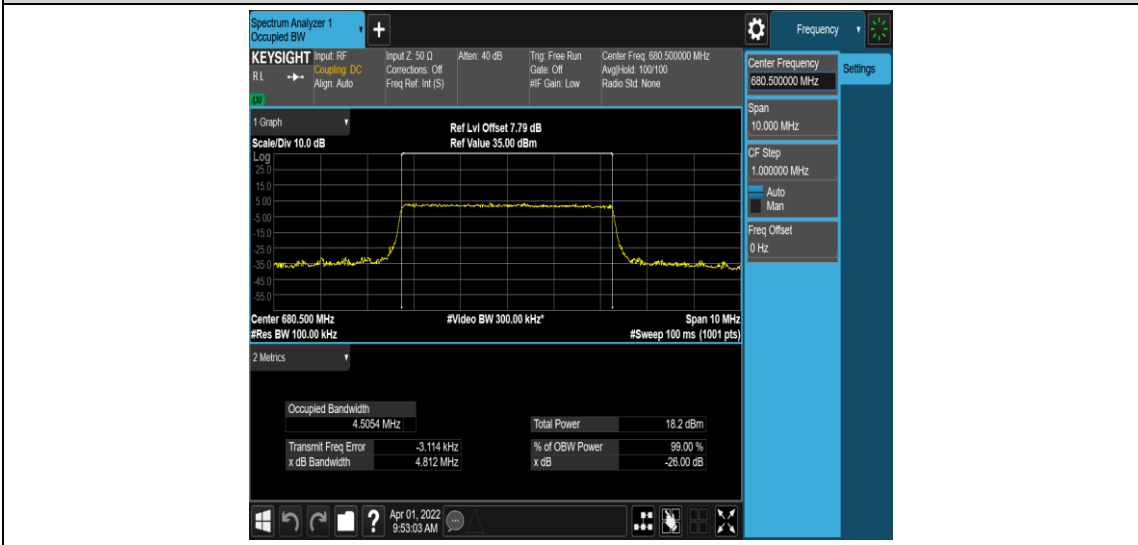 Spectrum Analyzer 1
Occupied BW
+
Frequency
KEYSIGHT
R L
LXI
Input: RF
Coupling: DC
Align: Auto
Input Z: 50 Ω
Corrections: Off
Freq Ref: Int (S)
Atten: 40 dB
Trig: Free Run
Gate: Off
#IF Gain: Low
Center Freq: 680.500000 MHz
Avg|Hold: 100/100
Radio Std: None
Center Frequency
680.500000 MHz
Settings
Span
10.000 MHz
CF Step
1.000000 MHz
Auto
Man
Freq Offset
0 Hz
1 Graph
Ref Lvl Offset 7.79 dB
Scale/Div 10.0 dB
Ref Value 35.00 dBm
Log
25.0
15.0
5.00
-5.00
-15.0
-25.0
-35.0
-45.0
-55.0
Center 680.500 MHz
#Video BW 300.00 kHz*
Span 10 MHz
#Res BW 100.00 kHz
#Sweep 100 ms (1001 pts)
2 Metrics
Occupied Bandwidth
4.5054 MHz
Total Power 18.2 dBm
Transmit Freq Error -3.114 kHz
% of OBW Power 99.00 %
x dB Bandwidth 4.812 MHz
x dB -26.00 dB
?
Apr 01, 2022
9:53:03 AM